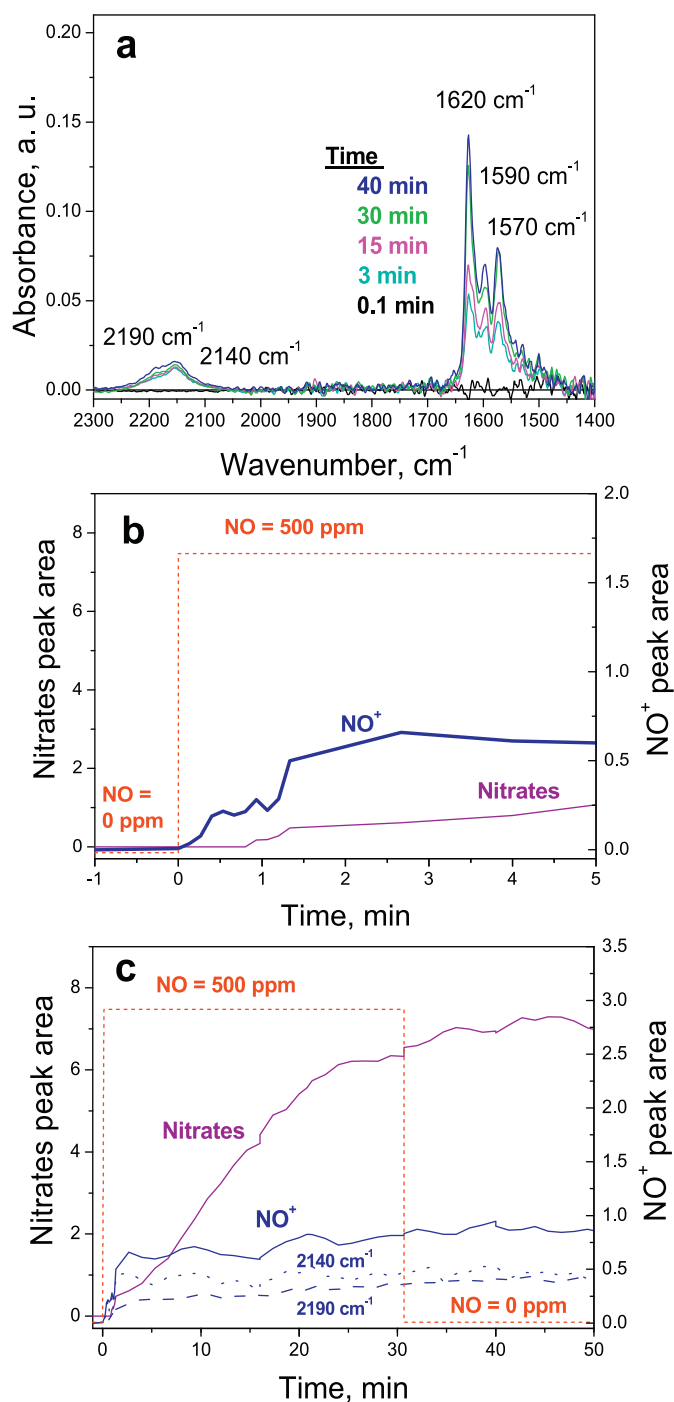 a
0.20
0.15
0.10
0.05
0.00
Absorbance, a. u.
1620 cm⁻¹
1590 cm⁻¹
1570 cm⁻¹
Time
40 min
30 min
15 min
3 min
0.1 min
2190 cm⁻¹
2140 cm⁻¹
2300 2200 2100 2000 1900 1800 1700 1600 1500 1400
Wavenumber, cm⁻¹
b
NO = 500 ppm
8
6
4
2
0
Nitrates peak area
2.0
1.5
1.0
0.5
0.0
NO⁺ peak area
NO⁺
NO =
0 ppm
Nitrates
-1 0 1 2 3 4 5
Time, min
c
NO = 500 ppm
8
6
4
2
0
Nitrates peak area
3.5
3.0
2.5
2.0
1.5
1.0
0.5
0.0
NO⁺ peak area
Nitrates
NO⁺
2140 cm⁻¹
2190 cm⁻¹
NO = 0 ppm
0 10 20 30 40 50
Time, min